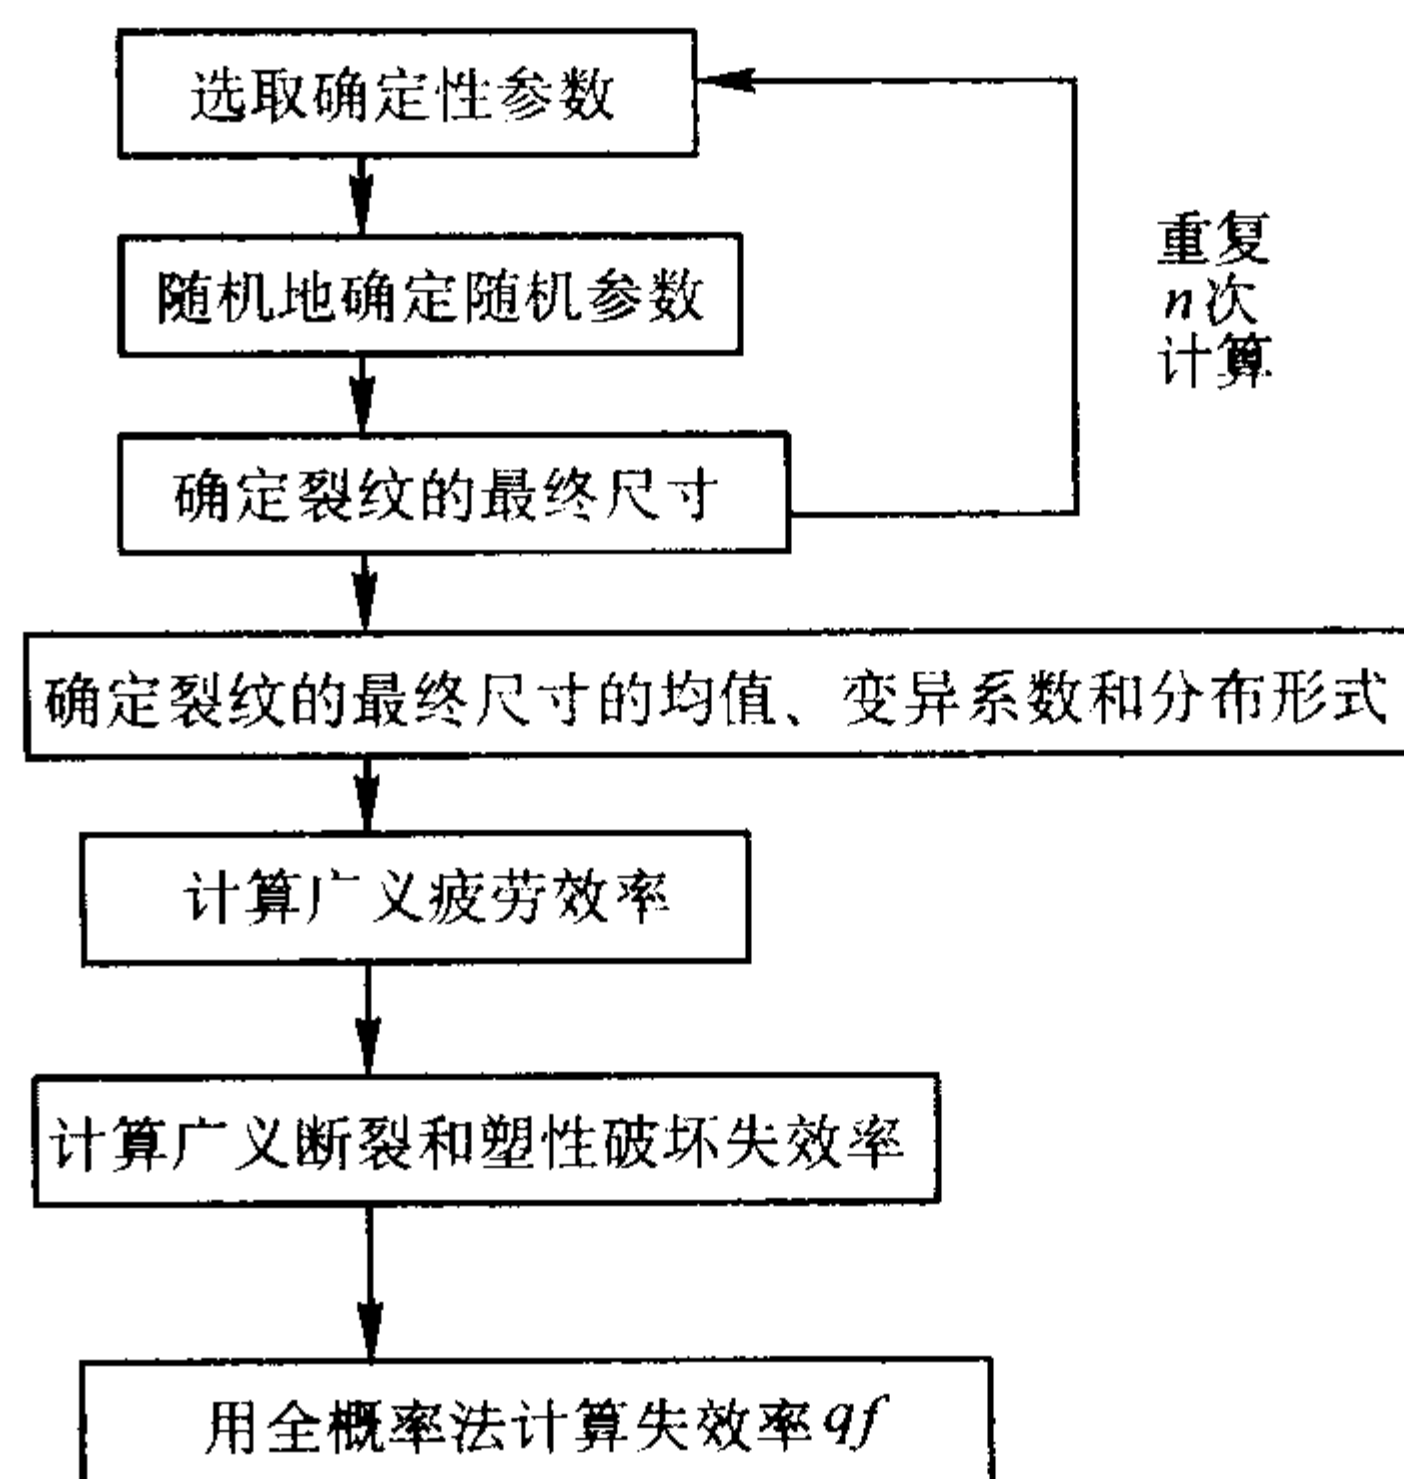 选取确定性参数
随机地确定随机参数
重复
n次
计算
确定裂纹的最终尺寸
确定裂纹的最终尺寸的均值、变异系数和分布形式
计算广义疲劳效率
计算广义断裂和塑性破坏失效率
用全概率法计算失效率qf